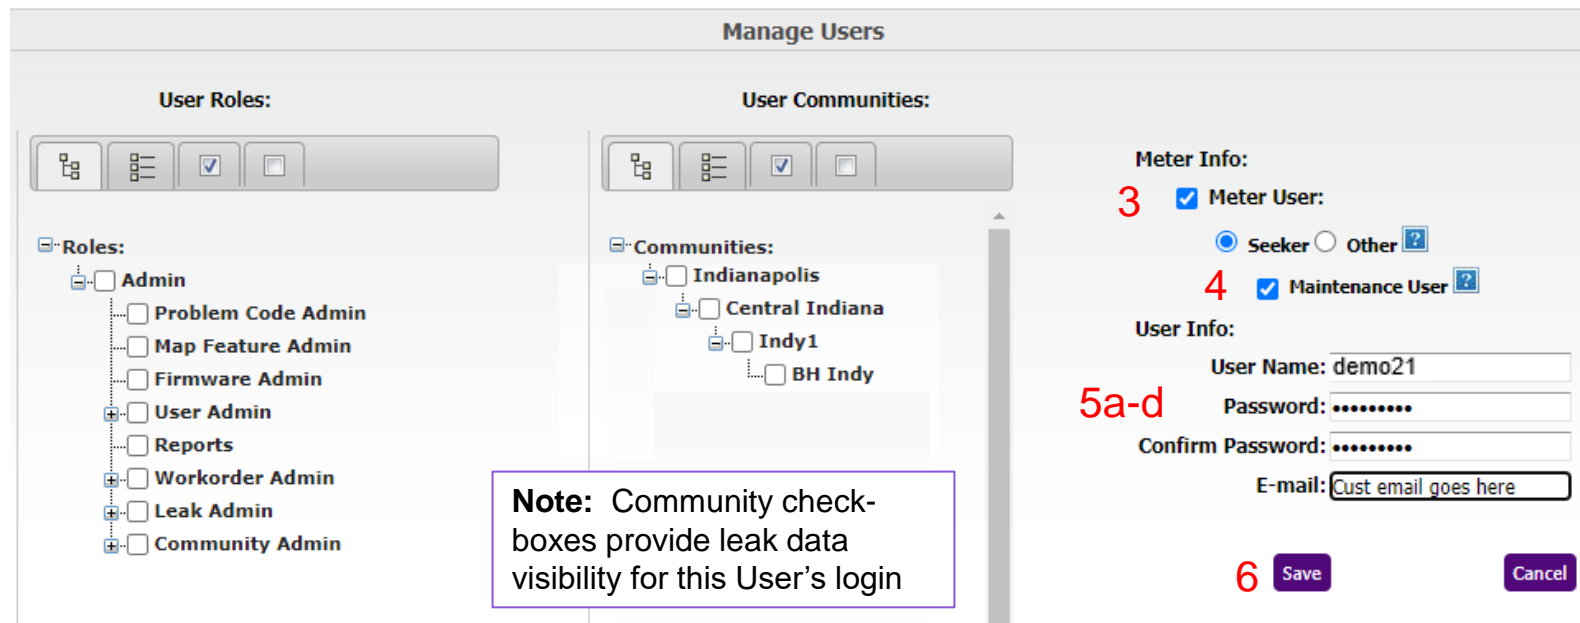 Manage Users
User Roles:
User Communities:
Roles:
Admin
Problem Code Admin
Map Feature Admin
Firmware Admin
User Admin
Reports
Workorder Admin
Leak Admin
Community Admin
Communities:
Indianapolis
Central Indiana
Indy1
BH Indy
Note: Community check-
boxes provide leak data
visibility for this User's login
Meter Info:
3 Meter User:
Seeker Other ?
4 Maintenance User ?
User Info:
User Name: demo21
5a-d Password: •••••••••
Confirm Password: •••••••••
E-mail: Cust email goes here
6 Save Cancel